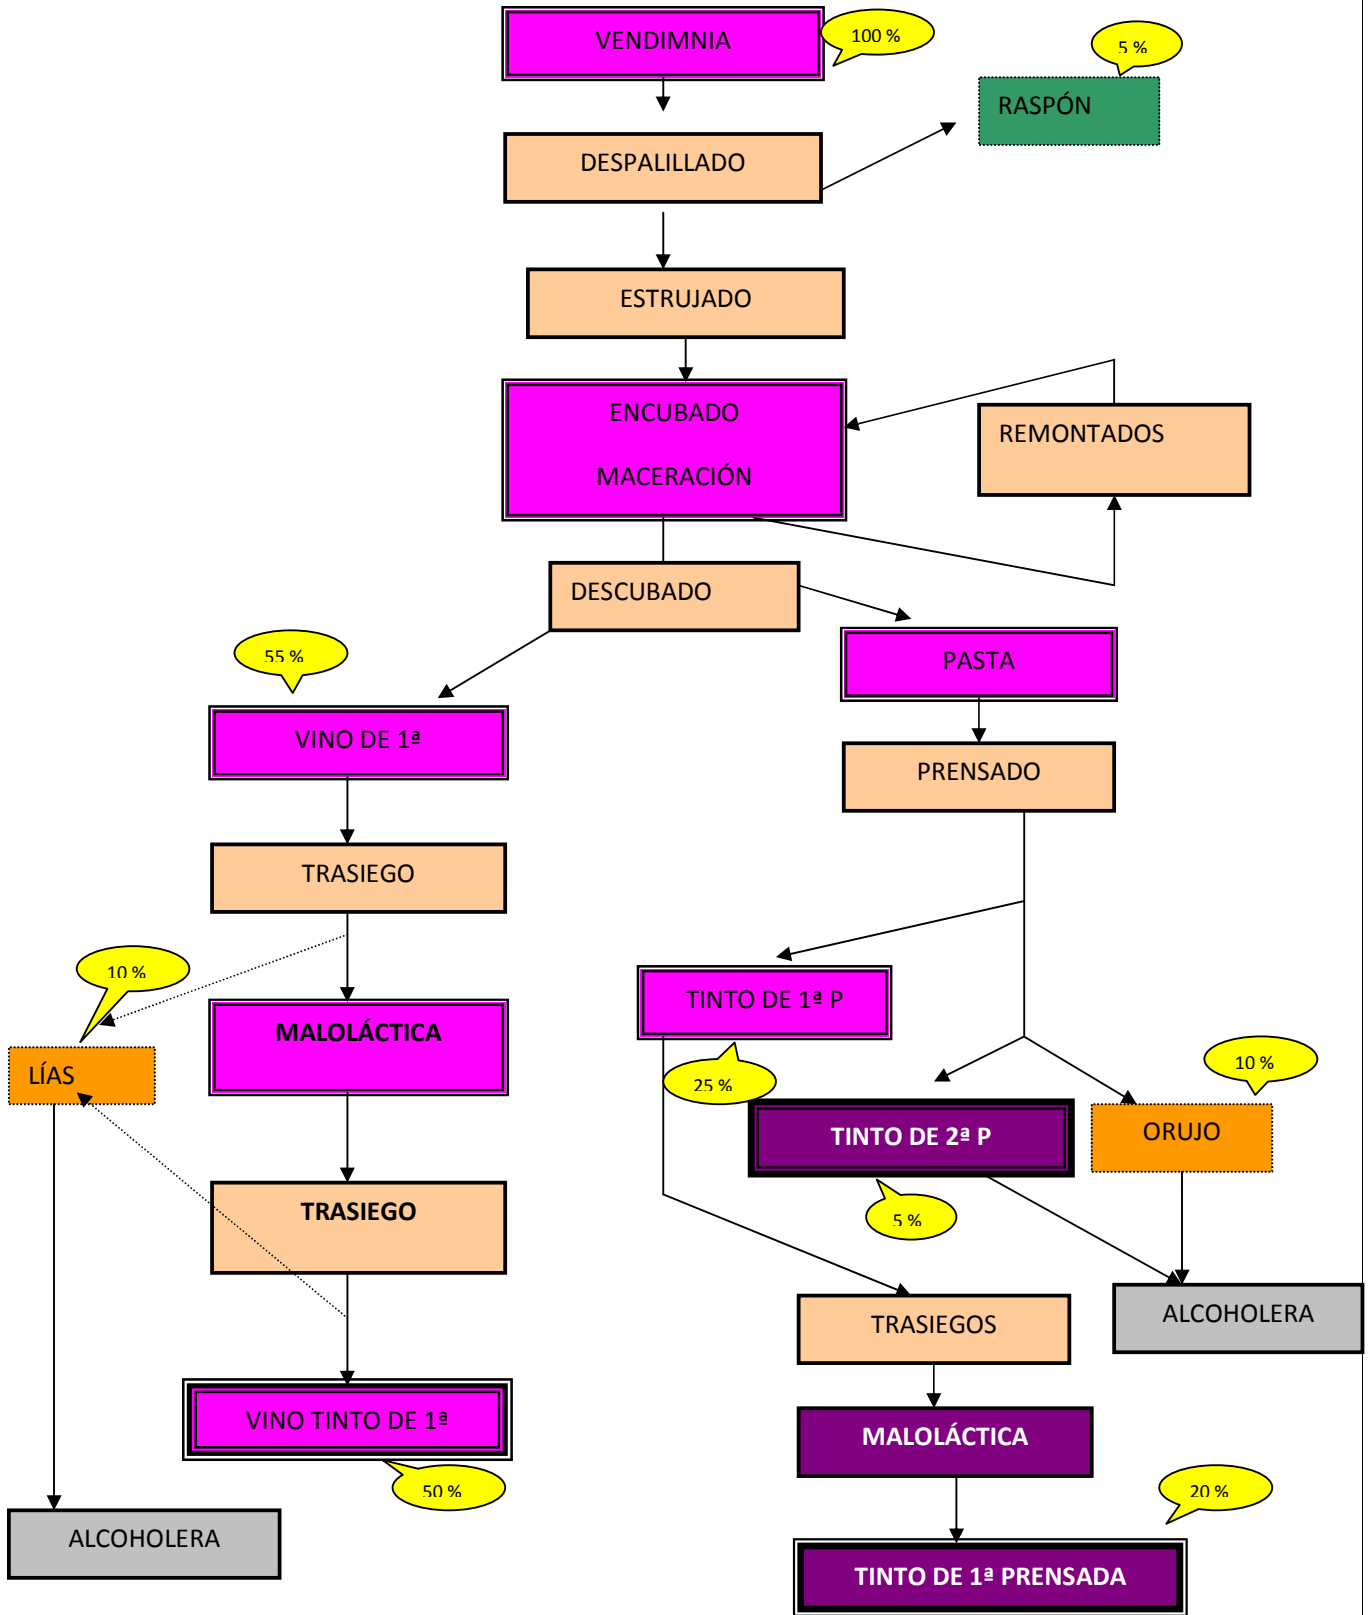 VENDIMNIA
100 %
5 %
RASPÓN
DESPALILLADO
ESTRUJADO
ENCUBADO
MACERACIÓN
REMONTADOS
DESCUBADO
55 %
PASTA
VINO DE 1ª
PRENSADO
TRASIEGO
10 %
TINTO DE 1ª P
MALOLÁCTICA
LÍAS
25 %
10 %
TINTO DE 2ª P
ORUJO
TRASIEGO
5 %
TRASIEGOS
ALCOHOLERA
VINO TINTO DE 1ª
MALOLÁCTICA
50 %
20 %
ALCOHOLERA
TINTO DE 1ª PRENSADA